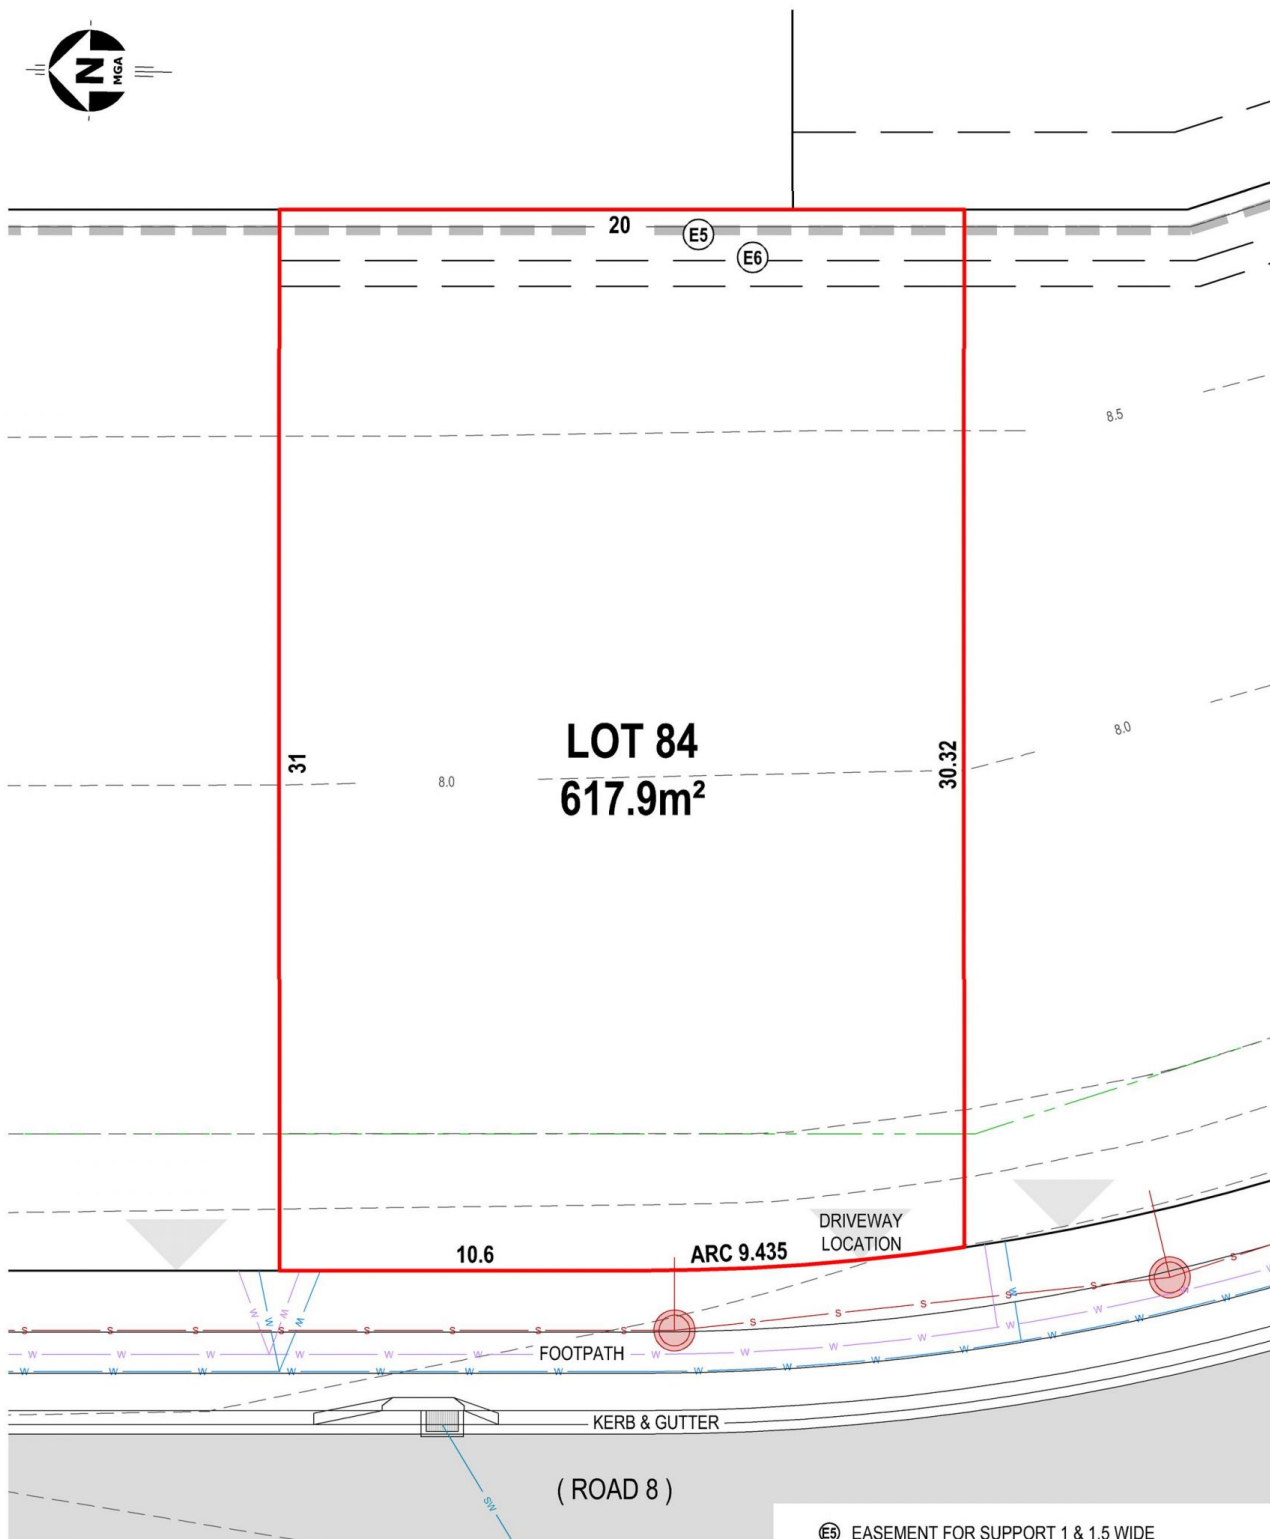 N
MGA
20
E5
E6
8.5
LOT 84
617.9m²
31
30.32
8.0
8.0
DRIVEWAY
LOCATION
10.6
ARC 9.435
W W W W
S S S S S S S S S S S S S
W W W W W W W W W W W W W
FOOTPATH
W W W W W W W W W W W W W W W
KERB & GUTTER
( ROAD 8 )
SW
E5 EASEMENT FOR SUPPORT 1 & 1.5 WIDE